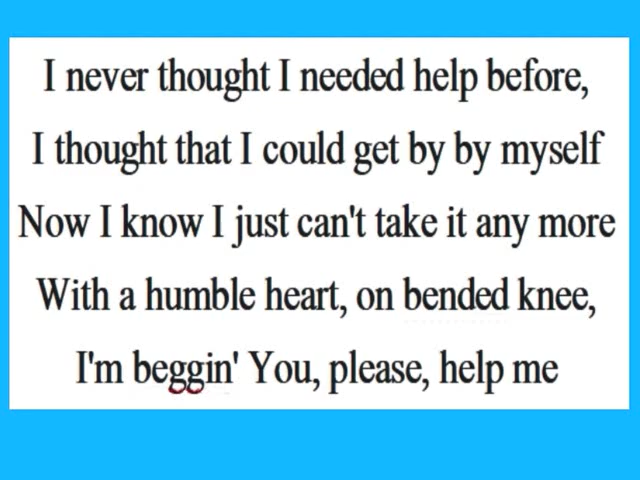 I never thought I needed help before,
I thought that I could get by by myself
Now I know I just can't take it any more
With a humble heart, on bended knee,
I'm beggin' You, please, help me